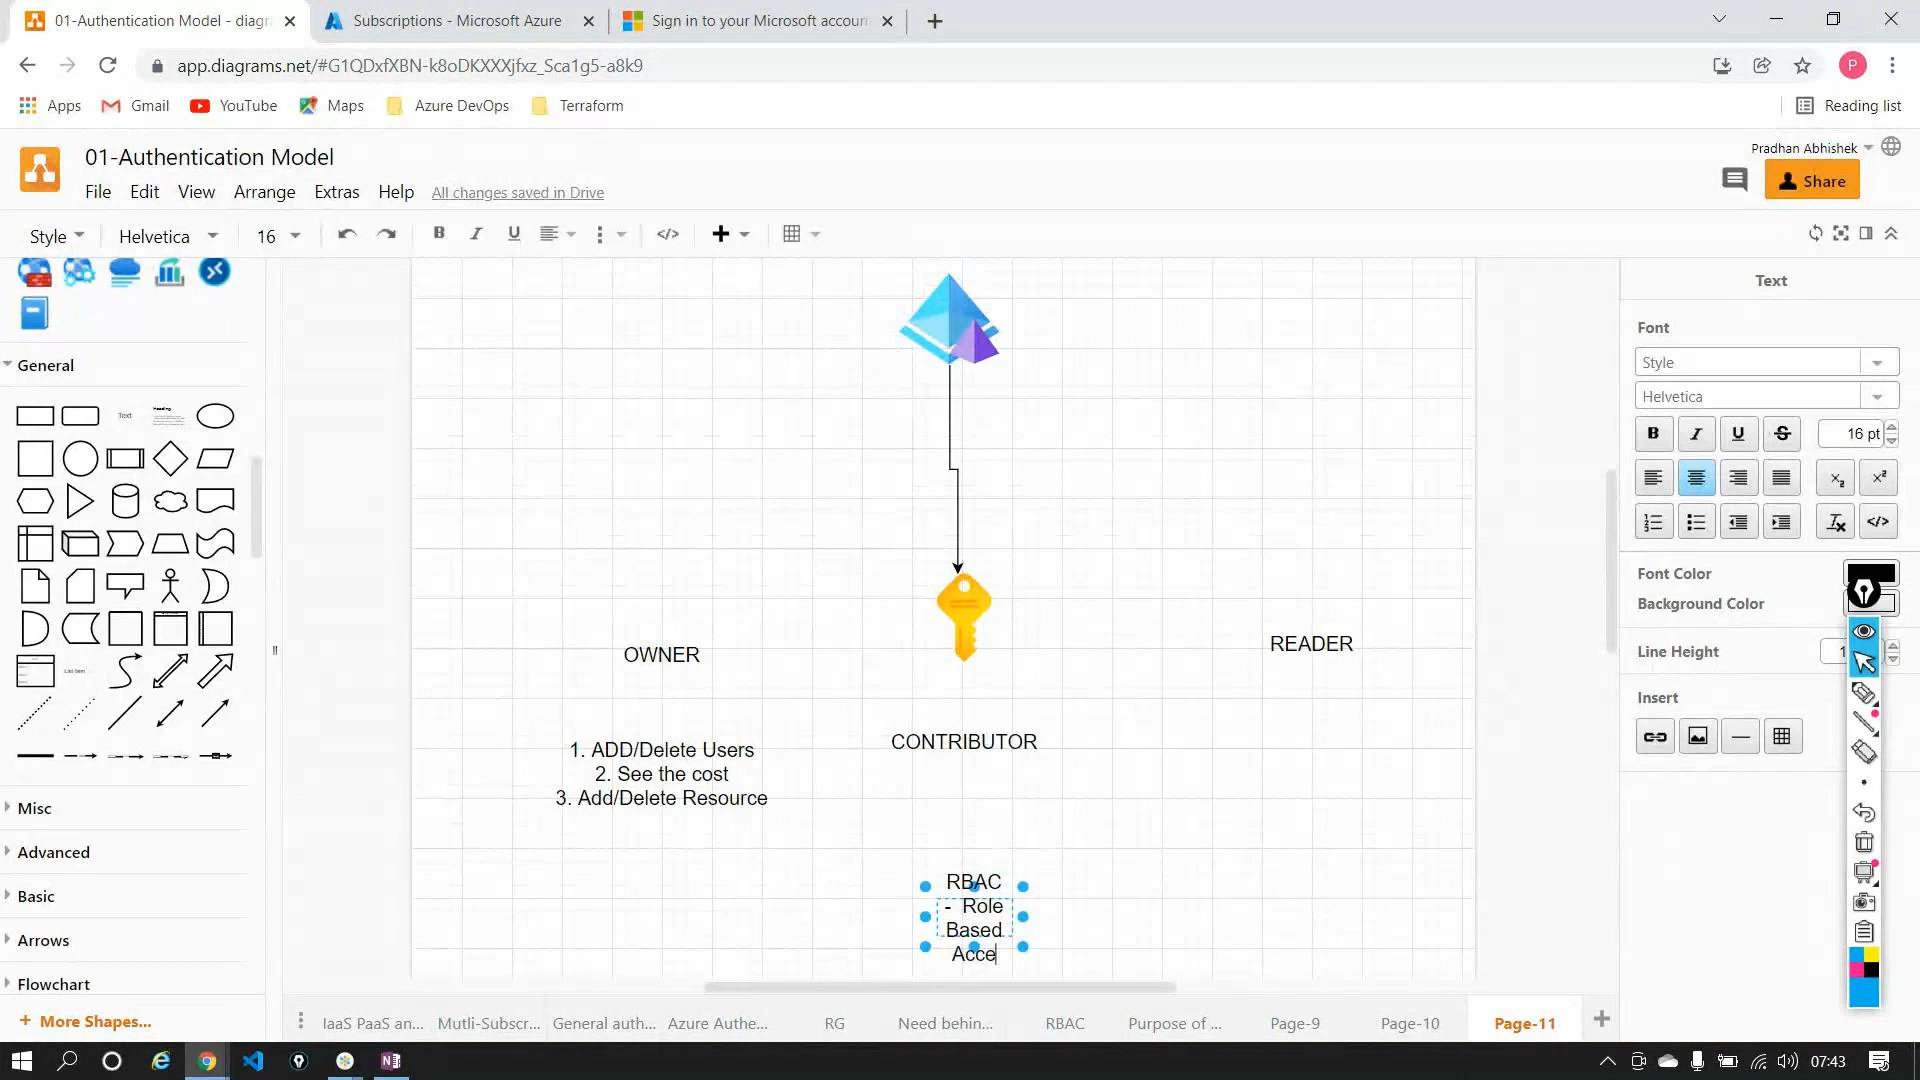 01-Authentication Model - diagr
Subscriptions - Microsoft Azure
Sign in to your Microsoft accoun
app.diagrams.net/#G1QDxfXBN-k8oDKXXXjfxz_Sca1g5-a8k9
P
Apps
Gmail
YouTube
Maps
Azure DevOps
Terraform
Reading list
01-Authentication Model
Pradhan Abhishek
File
Edit
View
Arrange
Extras
Help
All changes saved in Drive
Share
Style
Helvetica
16
B
I
U
General
Text
Heading
List Item
Misc
Advanced
Basic
Arrows
Flowchart
+ More Shapes...
OWNER
READER
CONTRIBUTOR
1. ADD/Delete Users
2. See the cost
3. Add/Delete Resource
RBAC
- Role
Based
Acce
Text
Font
Style
Helvetica
B
I
U
S
16 pt
Font Color
Background Color
Line Height
1
Insert
IaaS PaaS an...
Mutli-Subscr...
General auth...
Azure Authe...
RG
Need behin...
RBAC
Purpose of ...
Page-9
Page-10
Page-11
07:43